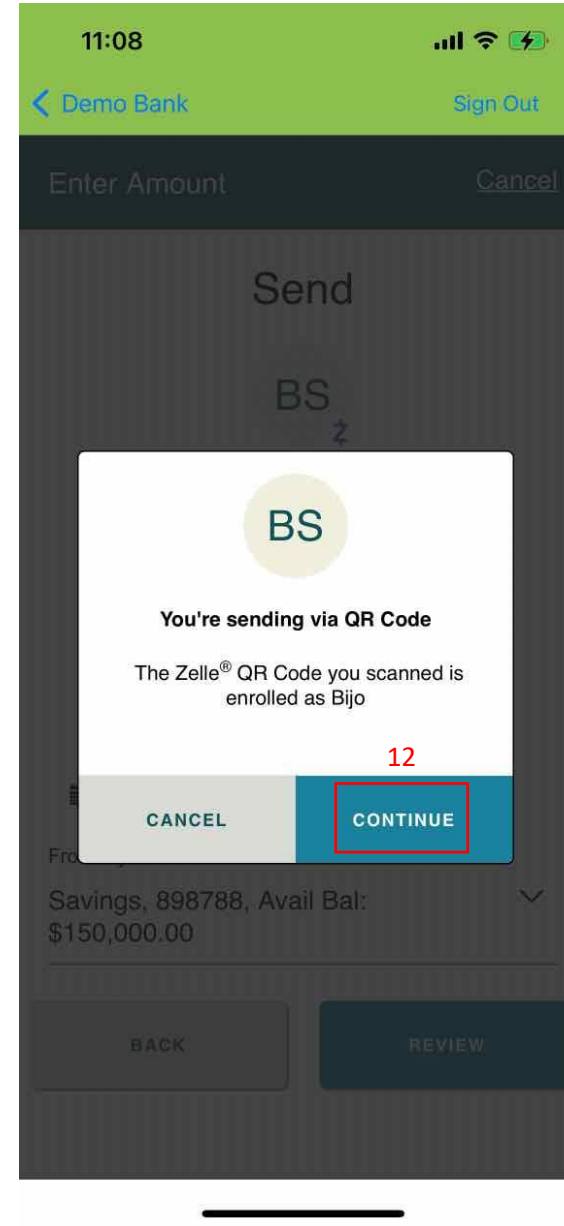 11:08
Demo Bank Sign Out
Enter Amount Cancel
Send
BS
BS
You're sending via QR Code
The Zelle® QR Code you scanned is
enrolled as Bijo
12
CANCEL CONTINUE
Savings, 898788, Avail Bal:
$150,000.00
BACK REVIEW